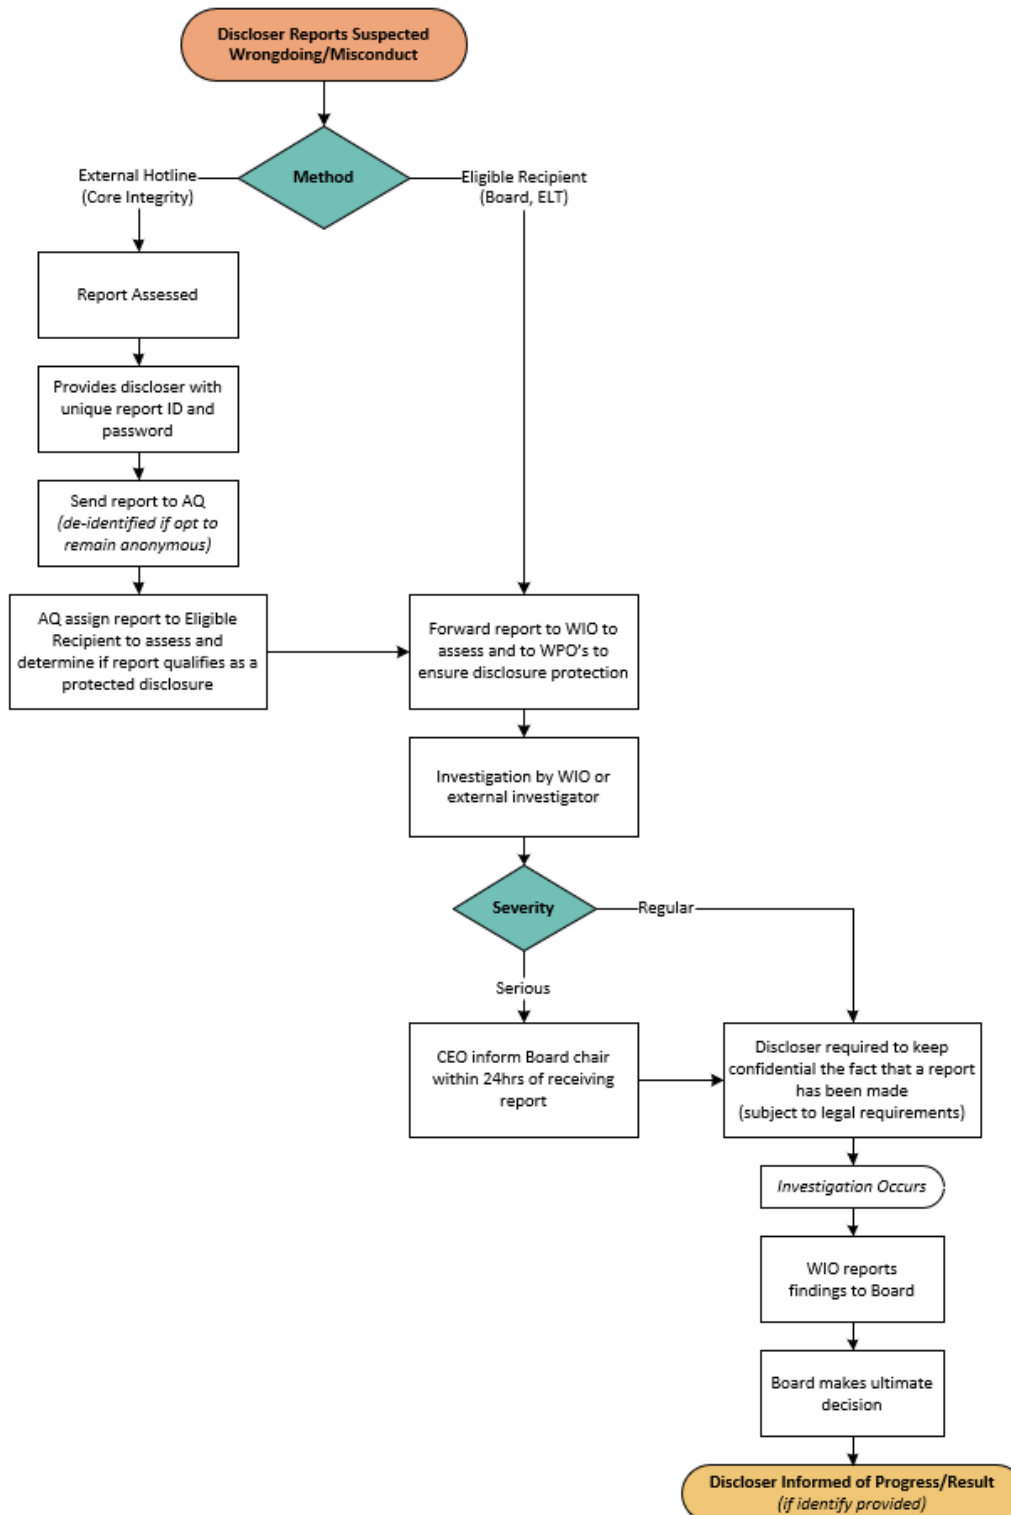 Discloser Reports Suspected
Wrongdoing/Misconduct
Method
External Hotline
(Core Integrity)
Eligible Recipient
(Board, ELT)
Report Assessed
Provides discloser with
unique report ID and
password
Send report to AQ
(de-identified if opt to
remain anonymous)
AQ assign report to Eligible
Recipient to assess and
determine if report qualifies as a
protected disclosure
Forward report to WIO to
assess and to WPO's to
ensure disclosure protection
Investigation by WIO or
external investigator
Severity
Regular
Serious
CEO inform Board chair
within 24hrs of receiving
report
Discloser required to keep
confidential the fact that a report
has been made
(subject to legal requirements)
Investigation Occurs
WIO reports
findings to Board
Board makes ultimate
decision
Discloser Informed of Progress/Result
(if identify provided)